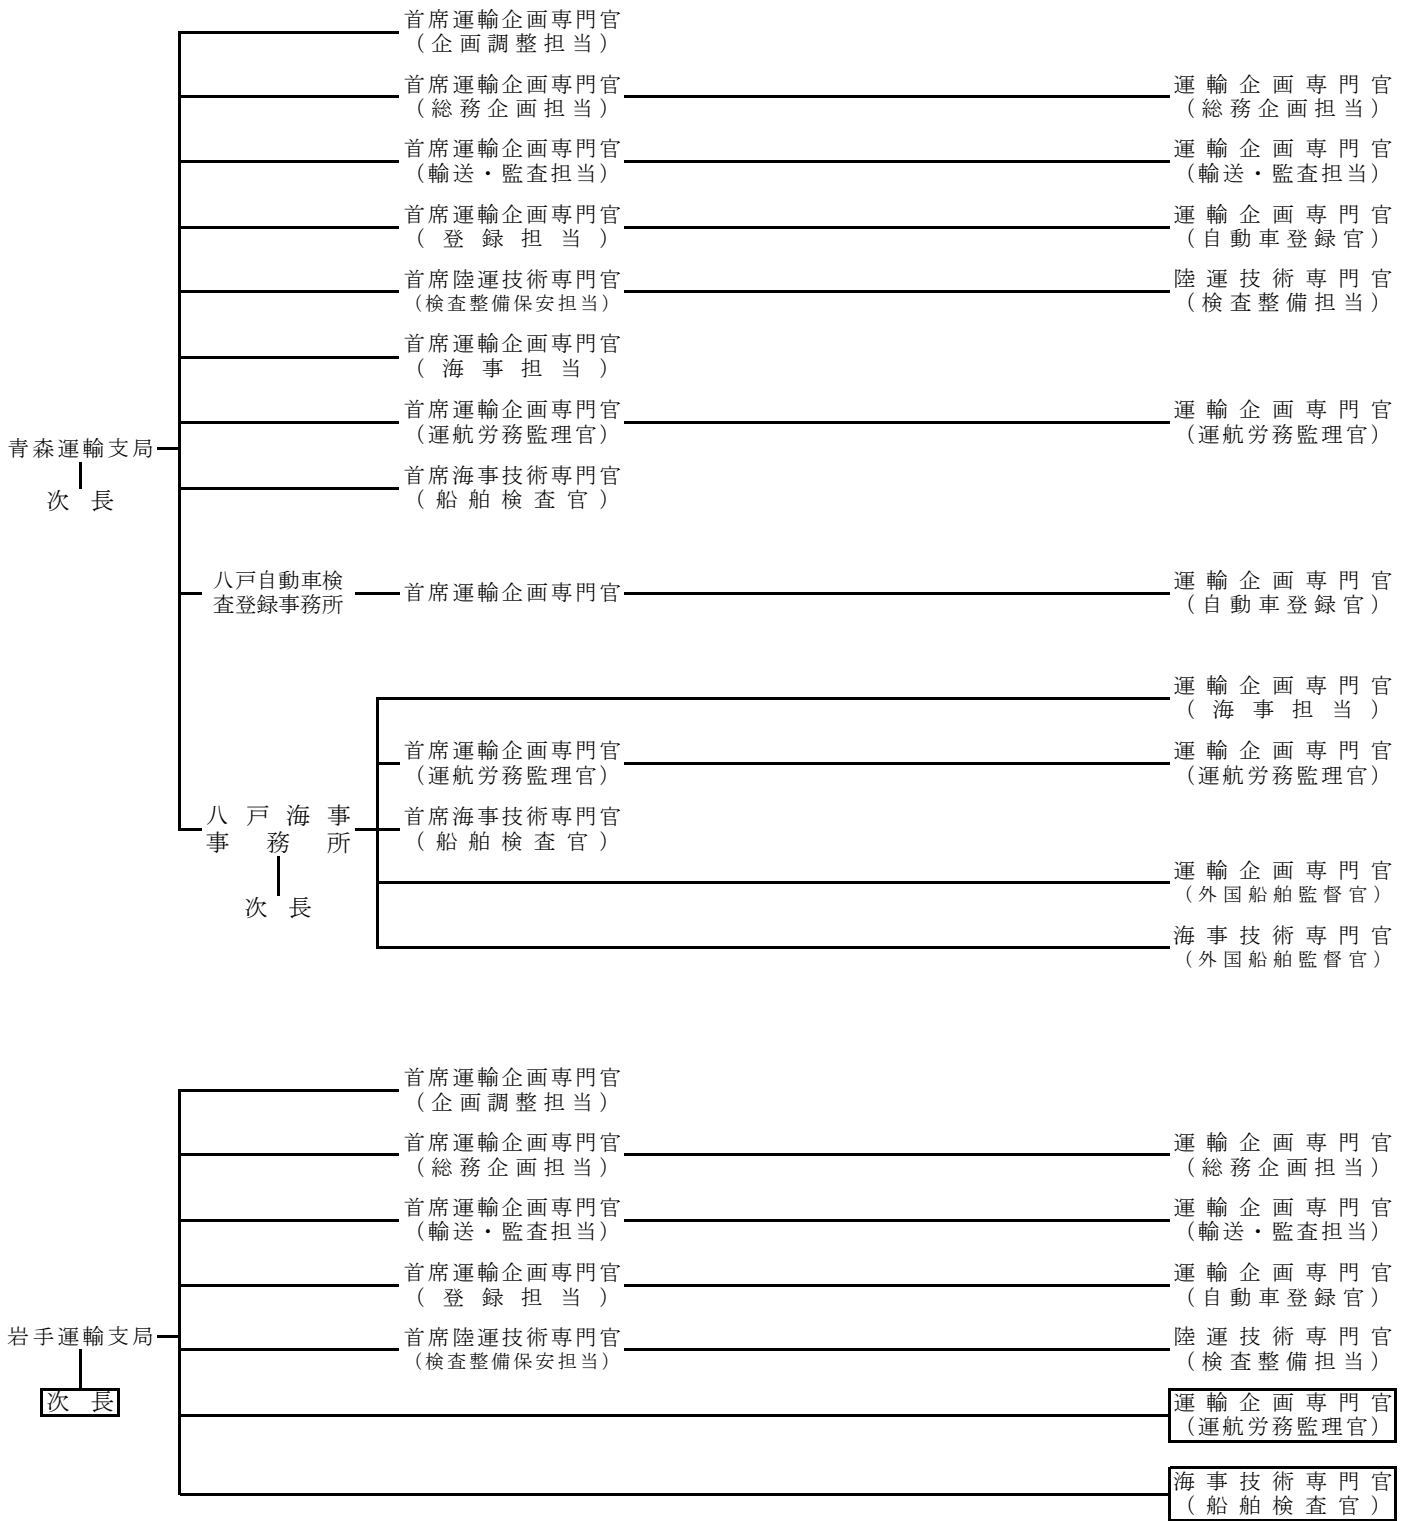 首席運輸企画専門官
（企画調整担当）
首席運輸企画専門官
（総務企画担当）
運輸企画専門官
（総務企画担当）
首席運輸企画専門官
（輸送・監査担当）
運輸企画専門官
（輸送・監査担当）
首席運輸企画専門官
（登録担当）
運輸企画専門官
（自動車登録官）
首席陸運技術専門官
（検査整備保安担当）
陸運技術専門官
（検査整備担当）
首席運輸企画専門官
（海事担当）
首席運輸企画専門官
（運航労務監理官）
運輸企画専門官
（運航労務監理官）
青森運輸支局
次長
首席海事技術専門官
（船舶検査官）
八戸自動車検
査登録事務所
首席運輸企画専門官
運輸企画専門官
（自動車登録官）
運輸企画専門官
（海事担当）
首席運輸企画専門官
（運航労務監理官）
運輸企画専門官
（運航労務監理官）
八戸海事
事務所
次長
首席海事技術専門官
（船舶検査官）
運輸企画専門官
（外国船舶監督官）
海事技術専門官
（外国船舶監督官）
首席運輸企画専門官
（企画調整担当）
首席運輸企画専門官
（総務企画担当）
運輸企画専門官
（総務企画担当）
首席運輸企画専門官
（輸送・監査担当）
運輸企画専門官
（輸送・監査担当）
首席運輸企画専門官
（登録担当）
運輸企画専門官
（自動車登録官）
岩手運輸支局
次長
首席陸運技術専門官
（検査整備保安担当）
陸運技術専門官
（検査整備担当）
運輸企画専門官
（運航労務監理官）
海事技術専門官
（船舶検査官）